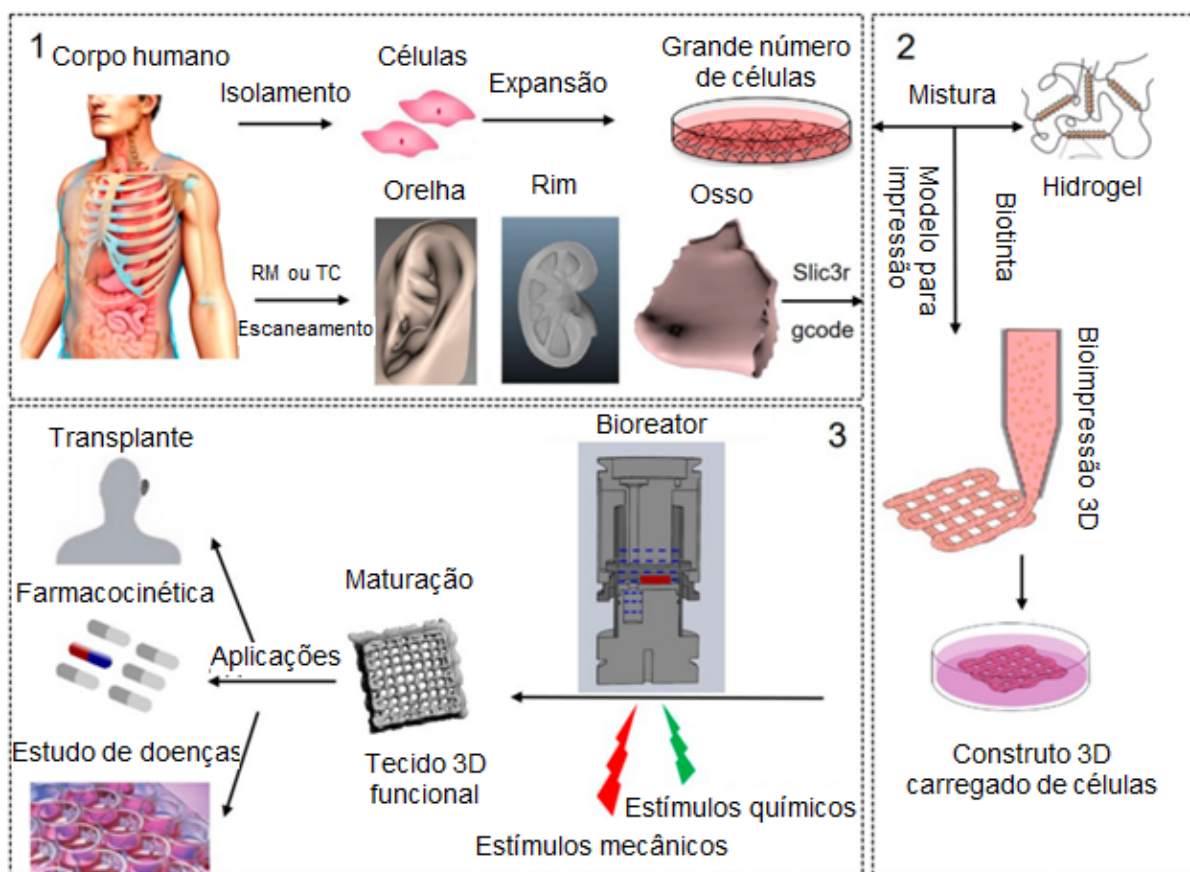 1
Corpo humano
Isolamento
Células
Expansão
Grande número
de células
RM ou TC
Escaneamento
Orelha
Rim
Osso
Slic3r
gcode
2
Mistura
Hidrogel
Modelo para
impressão
Biotinta
Bioimpressão 3D
Construto 3D
carregado de células
3
Bioreator
Estímulos químicos
Estímulos mecânicos
Maturação
Tecido 3D
funcional
Aplicações
Transplante
Farmacocinética
Estudo de doenças